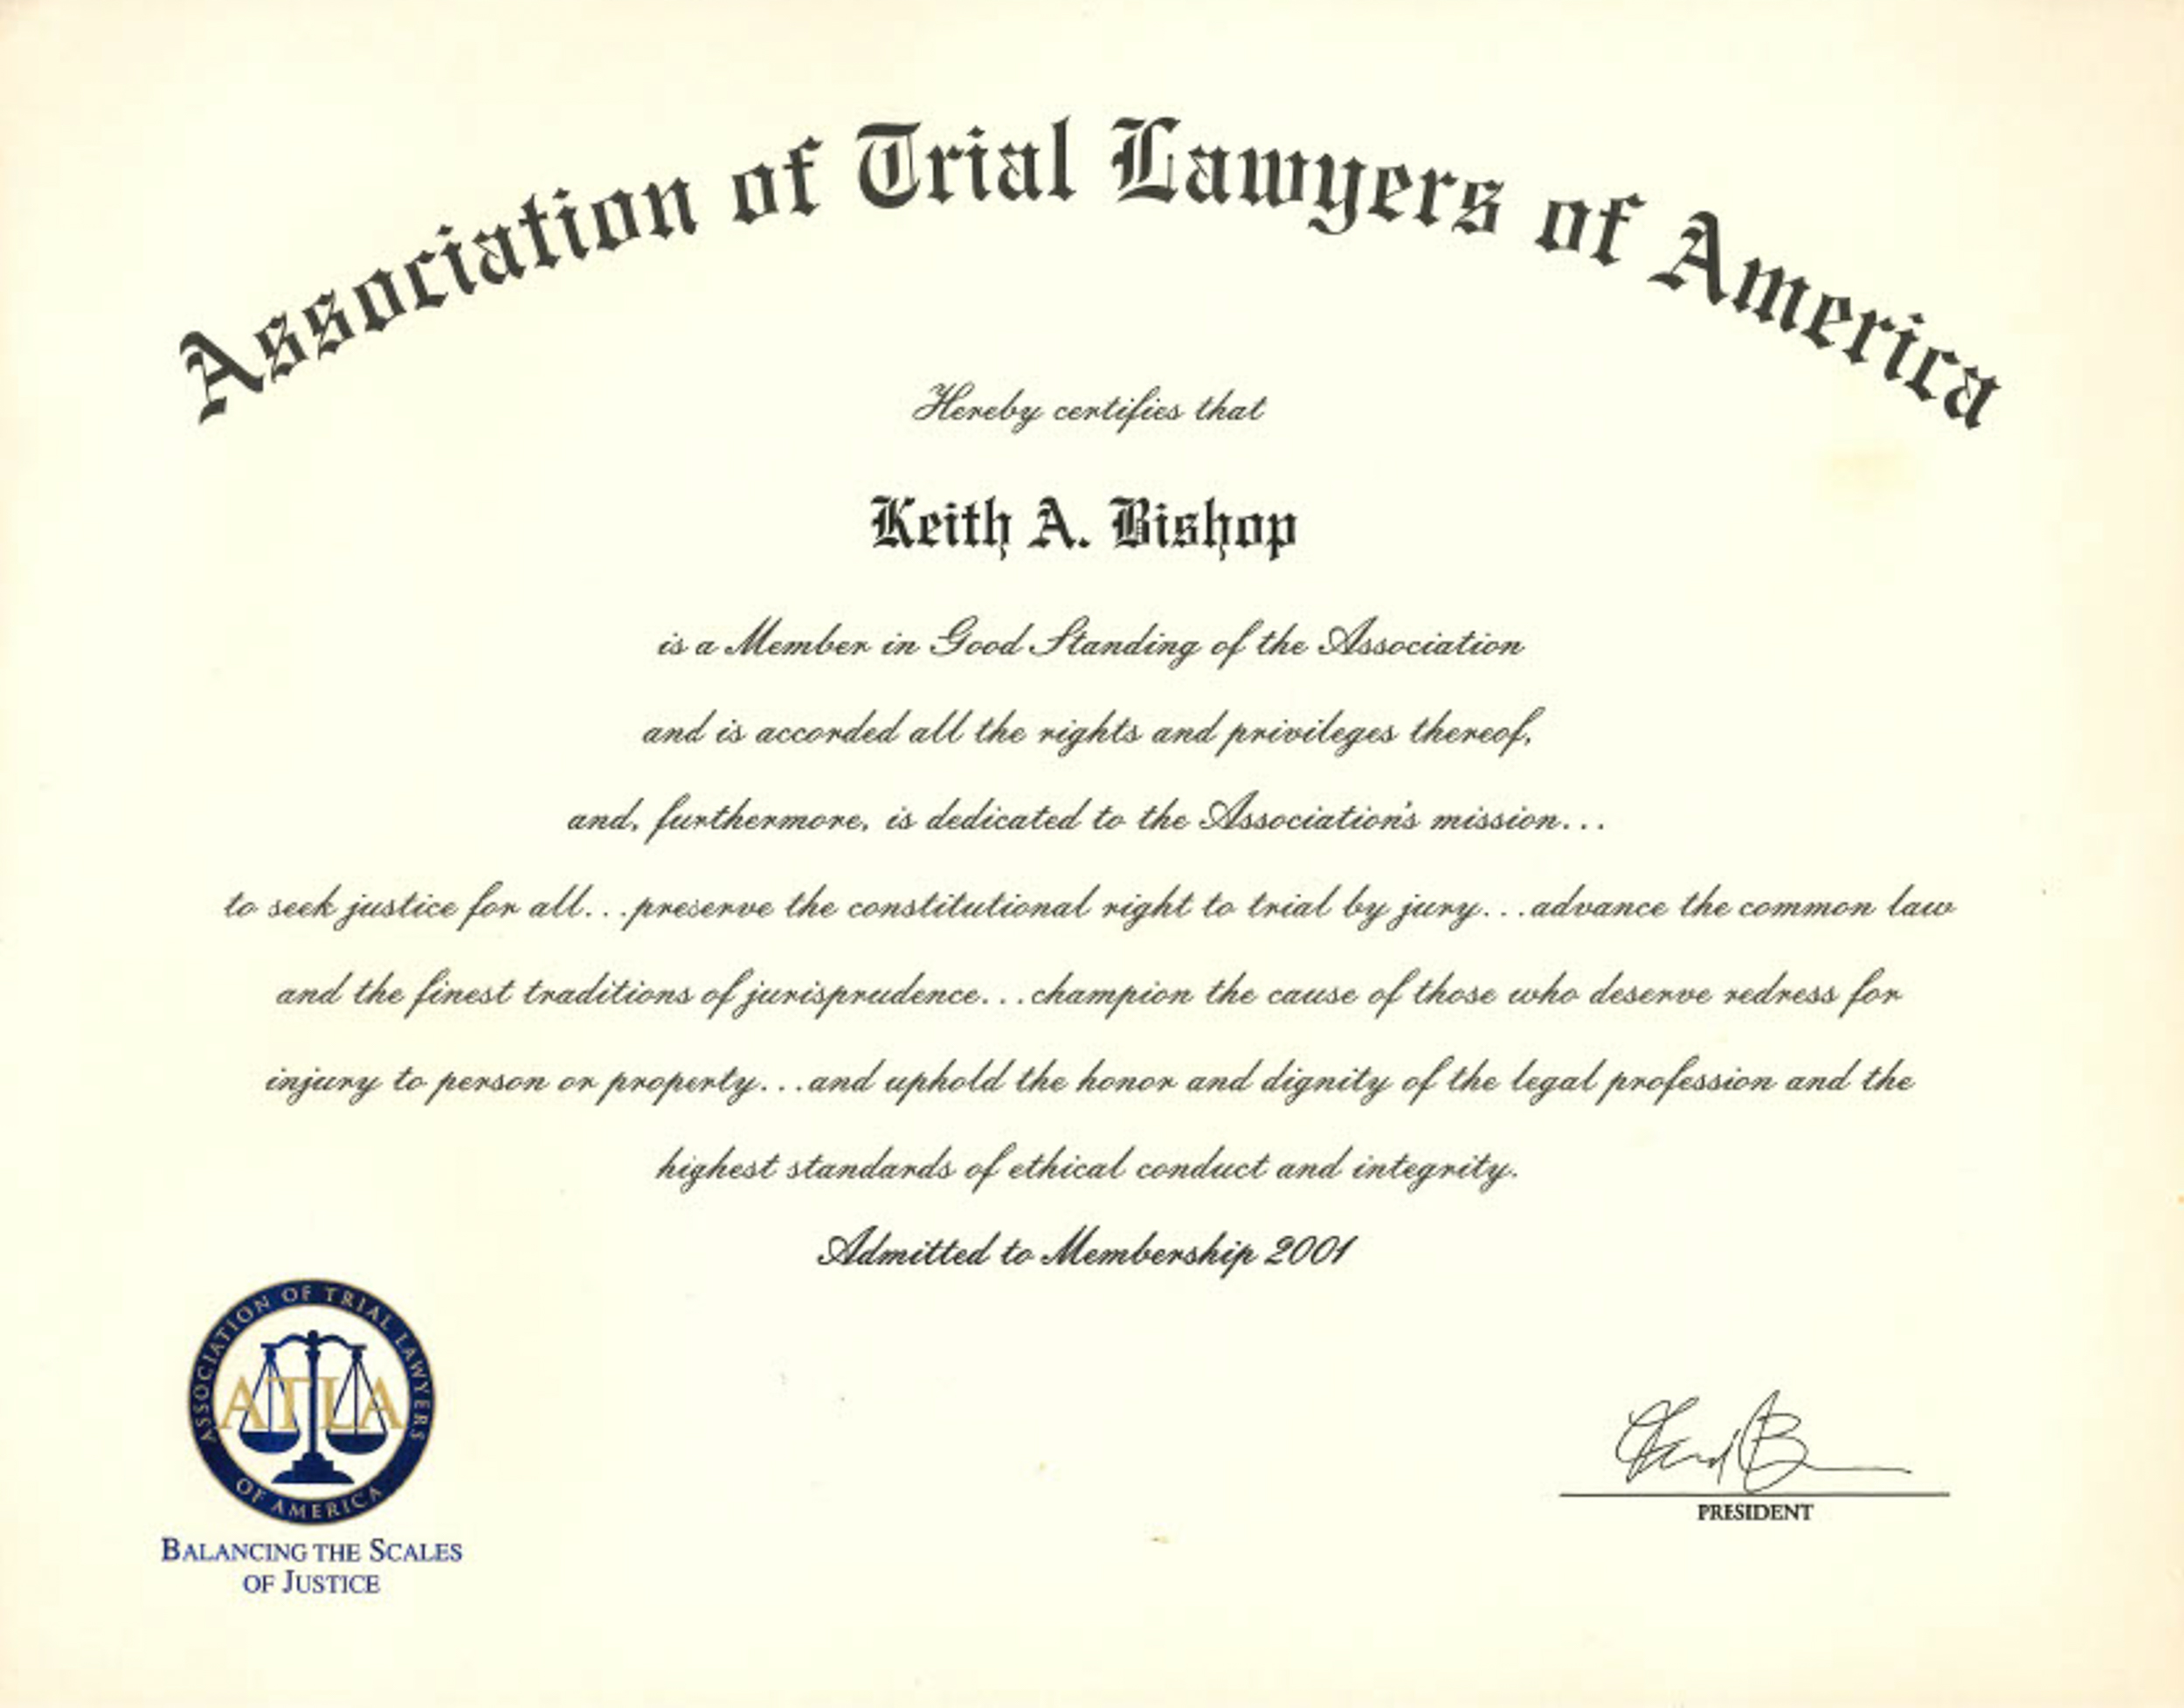 Association of Trial Lawyers of America
Hereby certifies that
Keith A. Bishop
is a Member in Good Standing of the Association
and is accorded all the rights and privileges thereof,
and, furthermore, is dedicated to the Association's mission...
to seek justice for all...preserve the constitutional right to trial by jury...advance the common law
and the finest traditions of jurisprudence...champion the cause of those who deserve redress for
injury to person or property...and uphold the honor and dignity of the legal profession and the
highest standards of ethical conduct and integrity.
Admitted to Membership 2001
ASSOCIATION OF TRIAL LAWYERS
ATLA
OF AMERICA
BALANCING THE SCALES
OF JUSTICE
PRESIDENT